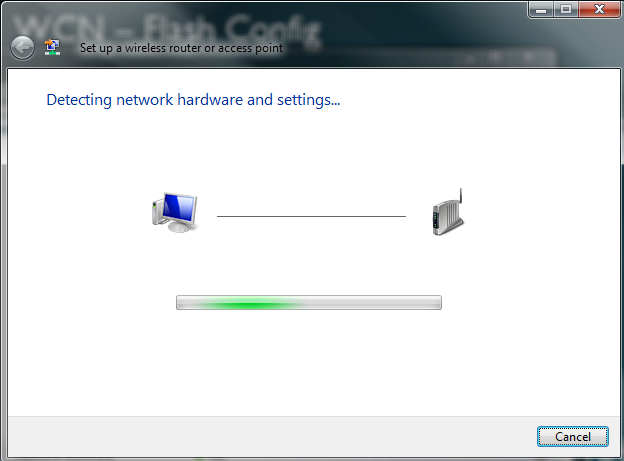 WCN – Flash Config
Set up a wireless router or access point
Detecting network hardware and settings...
Cancel